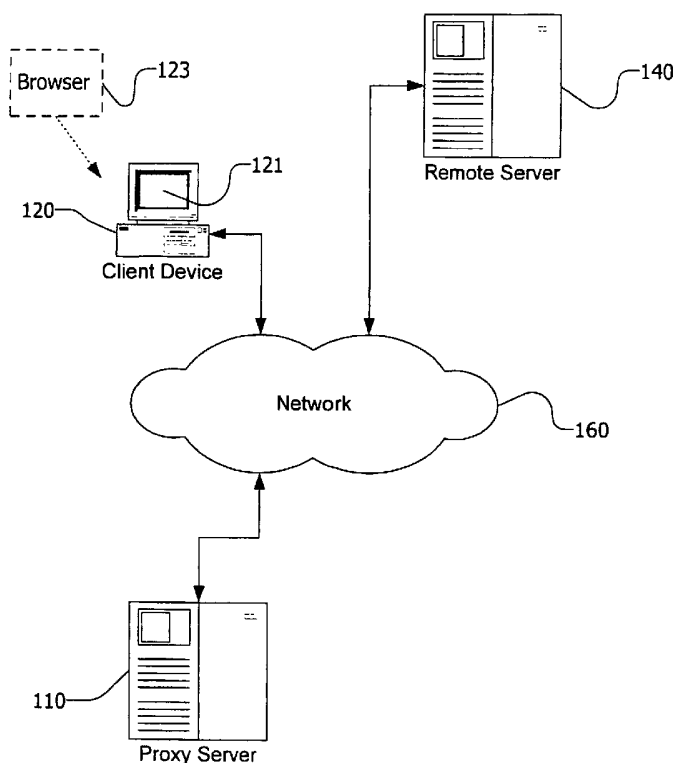 Browser
123
140
121
Remote Server
120
Client Device
Network
160
110
Proxy Server